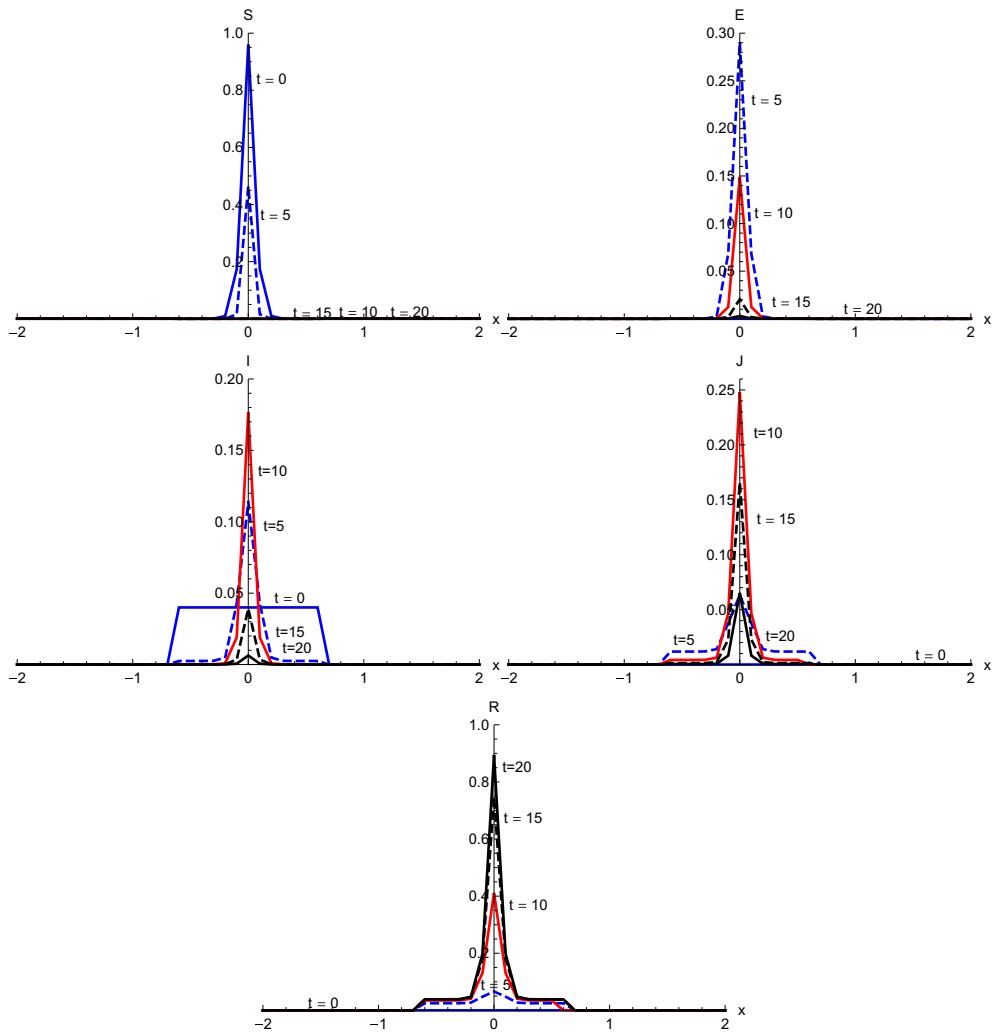 S
1.0
t = 0
0.8
0.6
0.4
t = 5
0.2
t = 15 t = 10 t = 20
x
−2 −1 0 1 2
E
0.30
0.25
t = 5
0.20
0.15
t = 10
0.10
0.05
t = 15
t = 20
x
−2 −1 0 1 2
I
0.20
0.15
t=10
0.10
t=5
0.05
t = 0
t=15
t=20
x
−2 −1 0 1 2
J
0.25
t=10
0.20
0.15
t = 15
0.10
0.05
t=5
t=20
t = 0
x
−2 −1 0 1 2
R
1.0
t=20
0.8
t = 15
0.6
0.4
t = 10
0.2
t = 5
t = 0
x
−2 −1 0 1 2